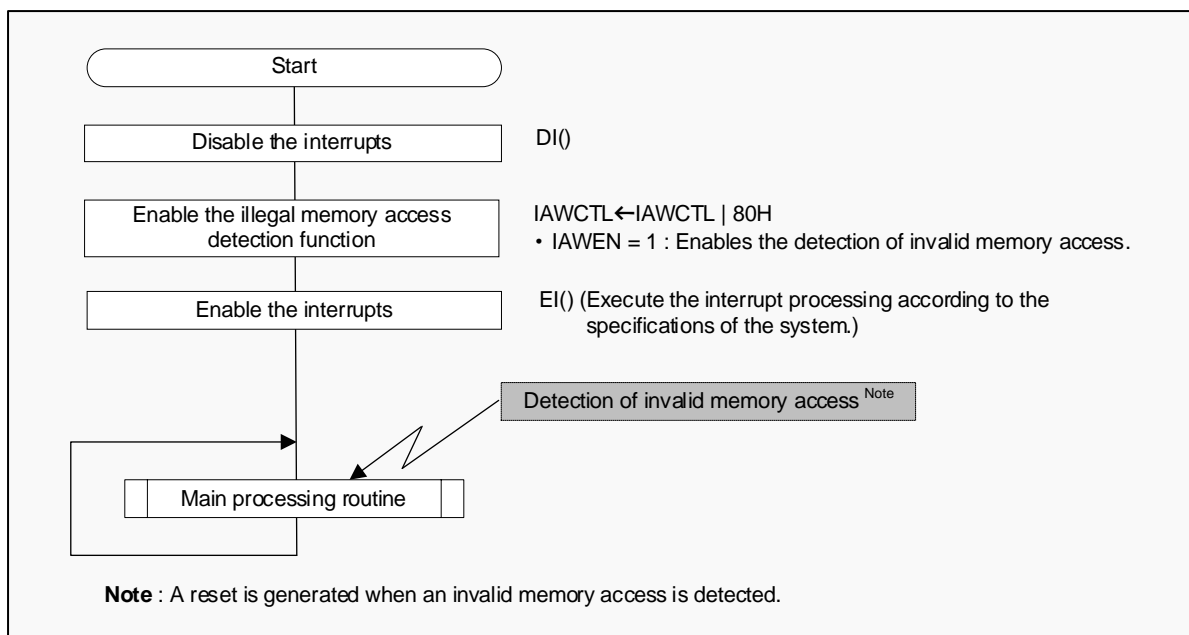 Start
Disable the interrupts
DI()
Enable the illegal memory access
detection function
IAWCTL←IAWCTL | 80H
・ IAWEN = 1 : Enables the detection of invalid memory access.
Enable the interrupts
EI() (Execute the interrupt processing according to the
specifications of the system.)
Detection of invalid memory access Note
Main processing routine
Note : A reset is generated when an invalid memory access is detected.